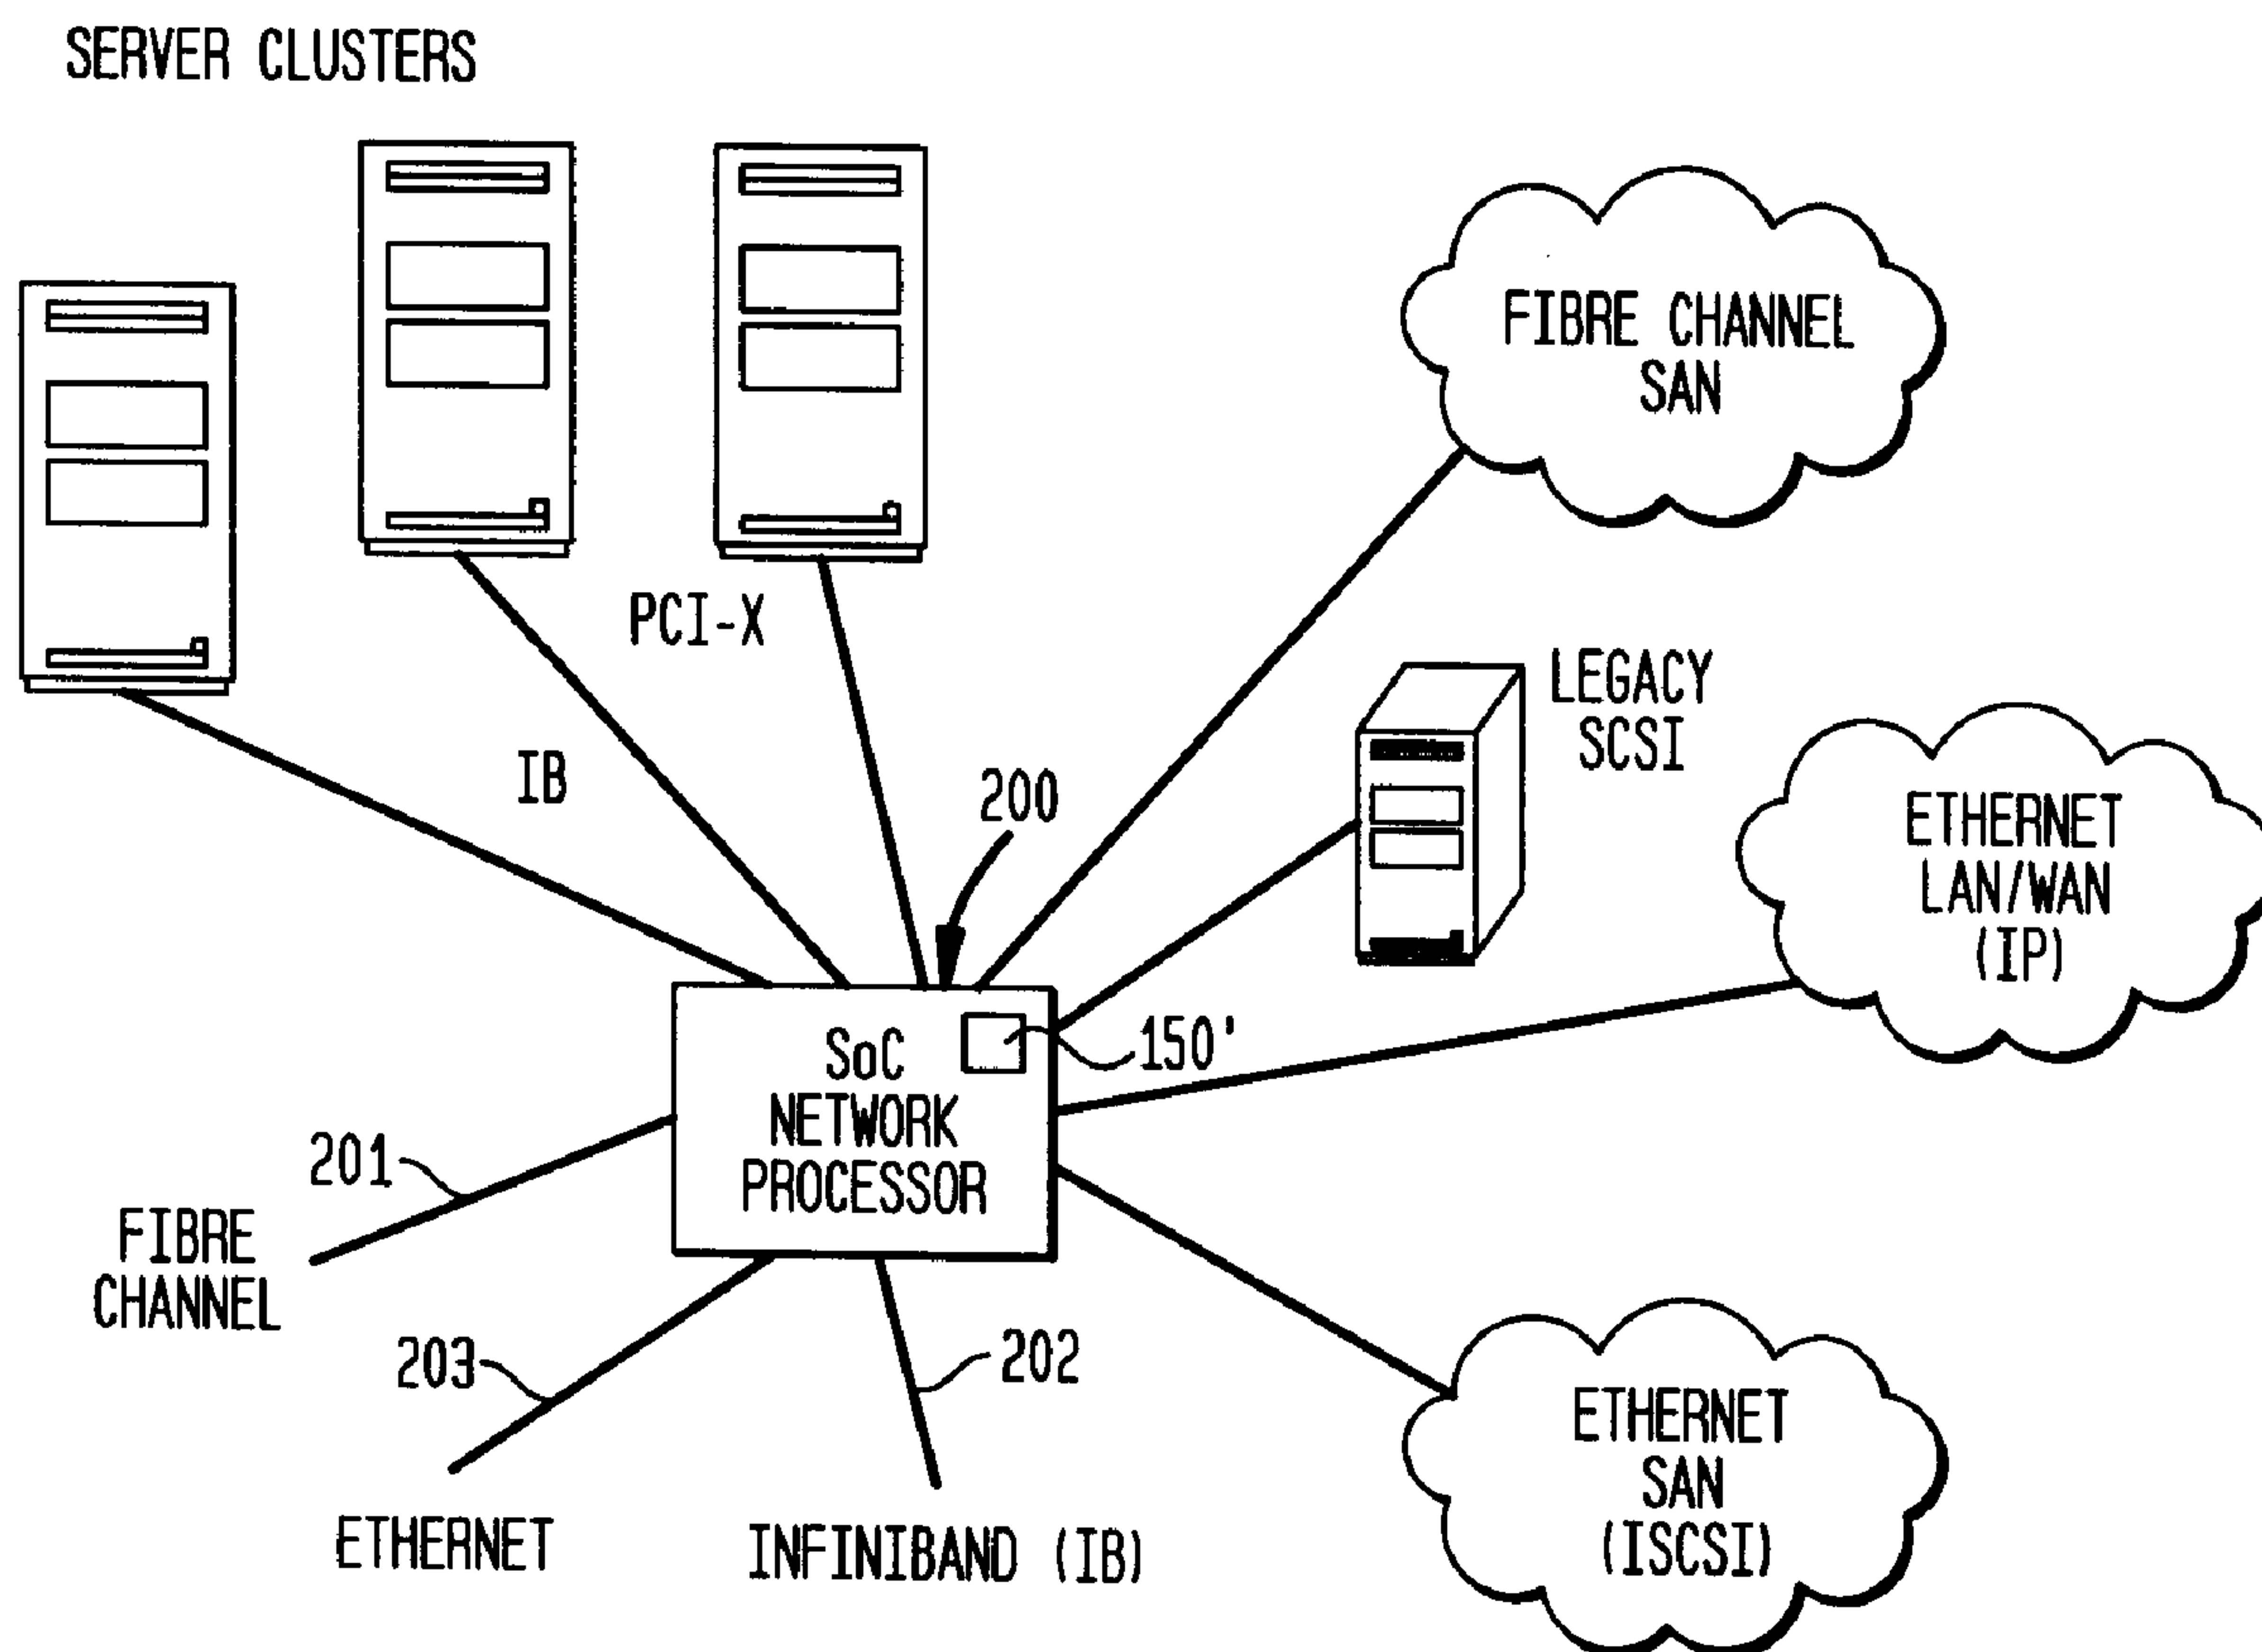 SERVER CLUSTERS
FIBRE CHANNEL
SAN
PCI-X
LEGACY
SCSI
IB
200
ETHERNET
LAN/WAN
(IP)
SoC
NETWORK
PROCESSOR
150'
201
FIBRE
CHANNEL
203
202
ETHERNET
INFINIBAND (IB)
ETHERNET
SAN
(ISCSI)